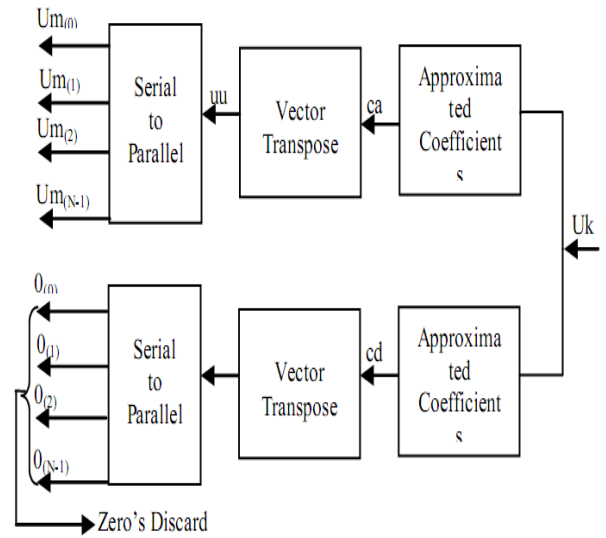 Um(0)
Um(1)
Um(2)
Um(N-1)
Serial
to
Parallel
uu
Vector
Transpose
ca
Approxima
ted
Coefficient
s
Uk
0(0)
0(1)
0(2)
0(N-1)
Serial
to
Parallel
Vector
Transpose
cd
Approxima
ted
Coefficient
s
Zero's Discard